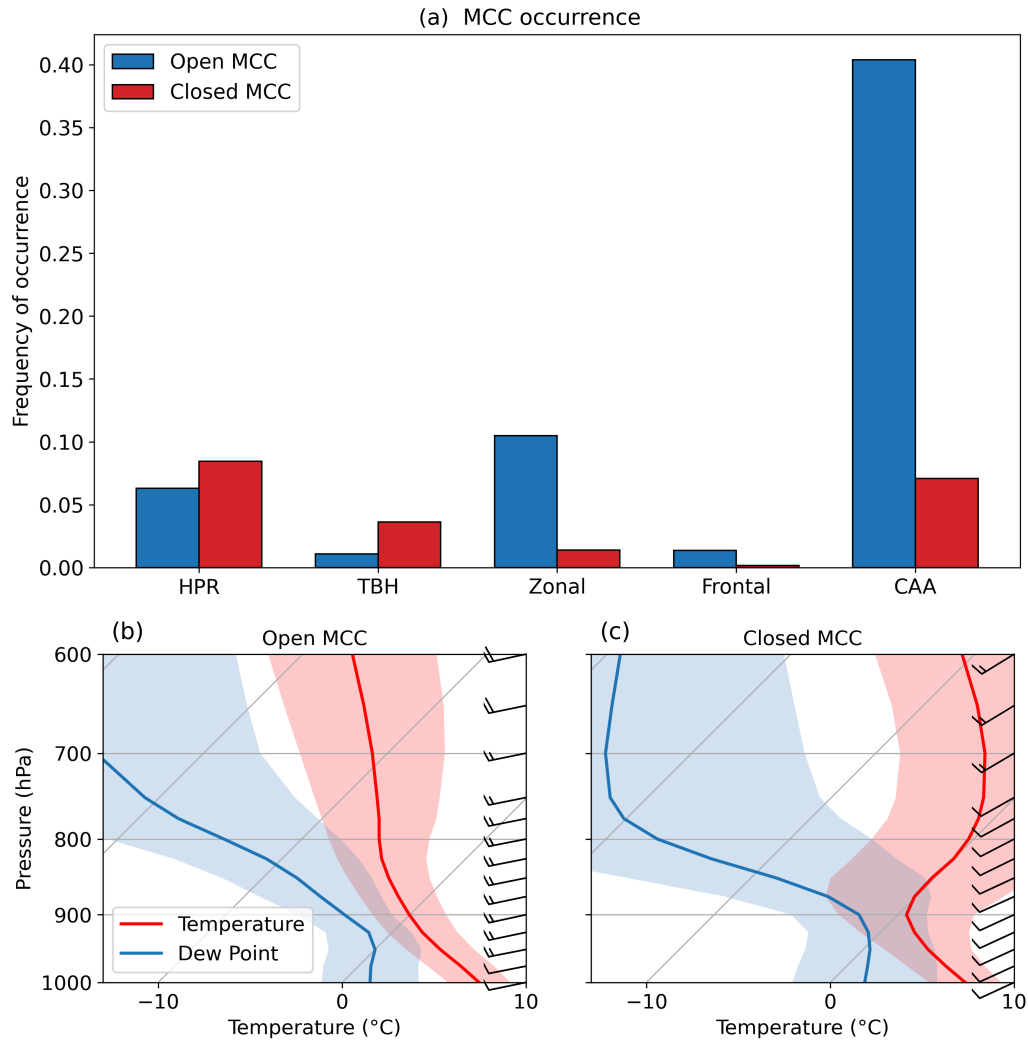 (a) MCC occurrence
Frequency of occurrence
0.40
0.35
0.30
0.25
0.20
0.15
0.10
0.05
0.00
Open MCC
Closed MCC
HPR TBH Zonal Frontal CAA
(b) Open MCC
Pressure (hPa)
600
700
800
900
1000
Temperature
Dew Point
−10 0 10
Temperature (°C)
(c) Closed MCC
−10 0 10
Temperature (°C)